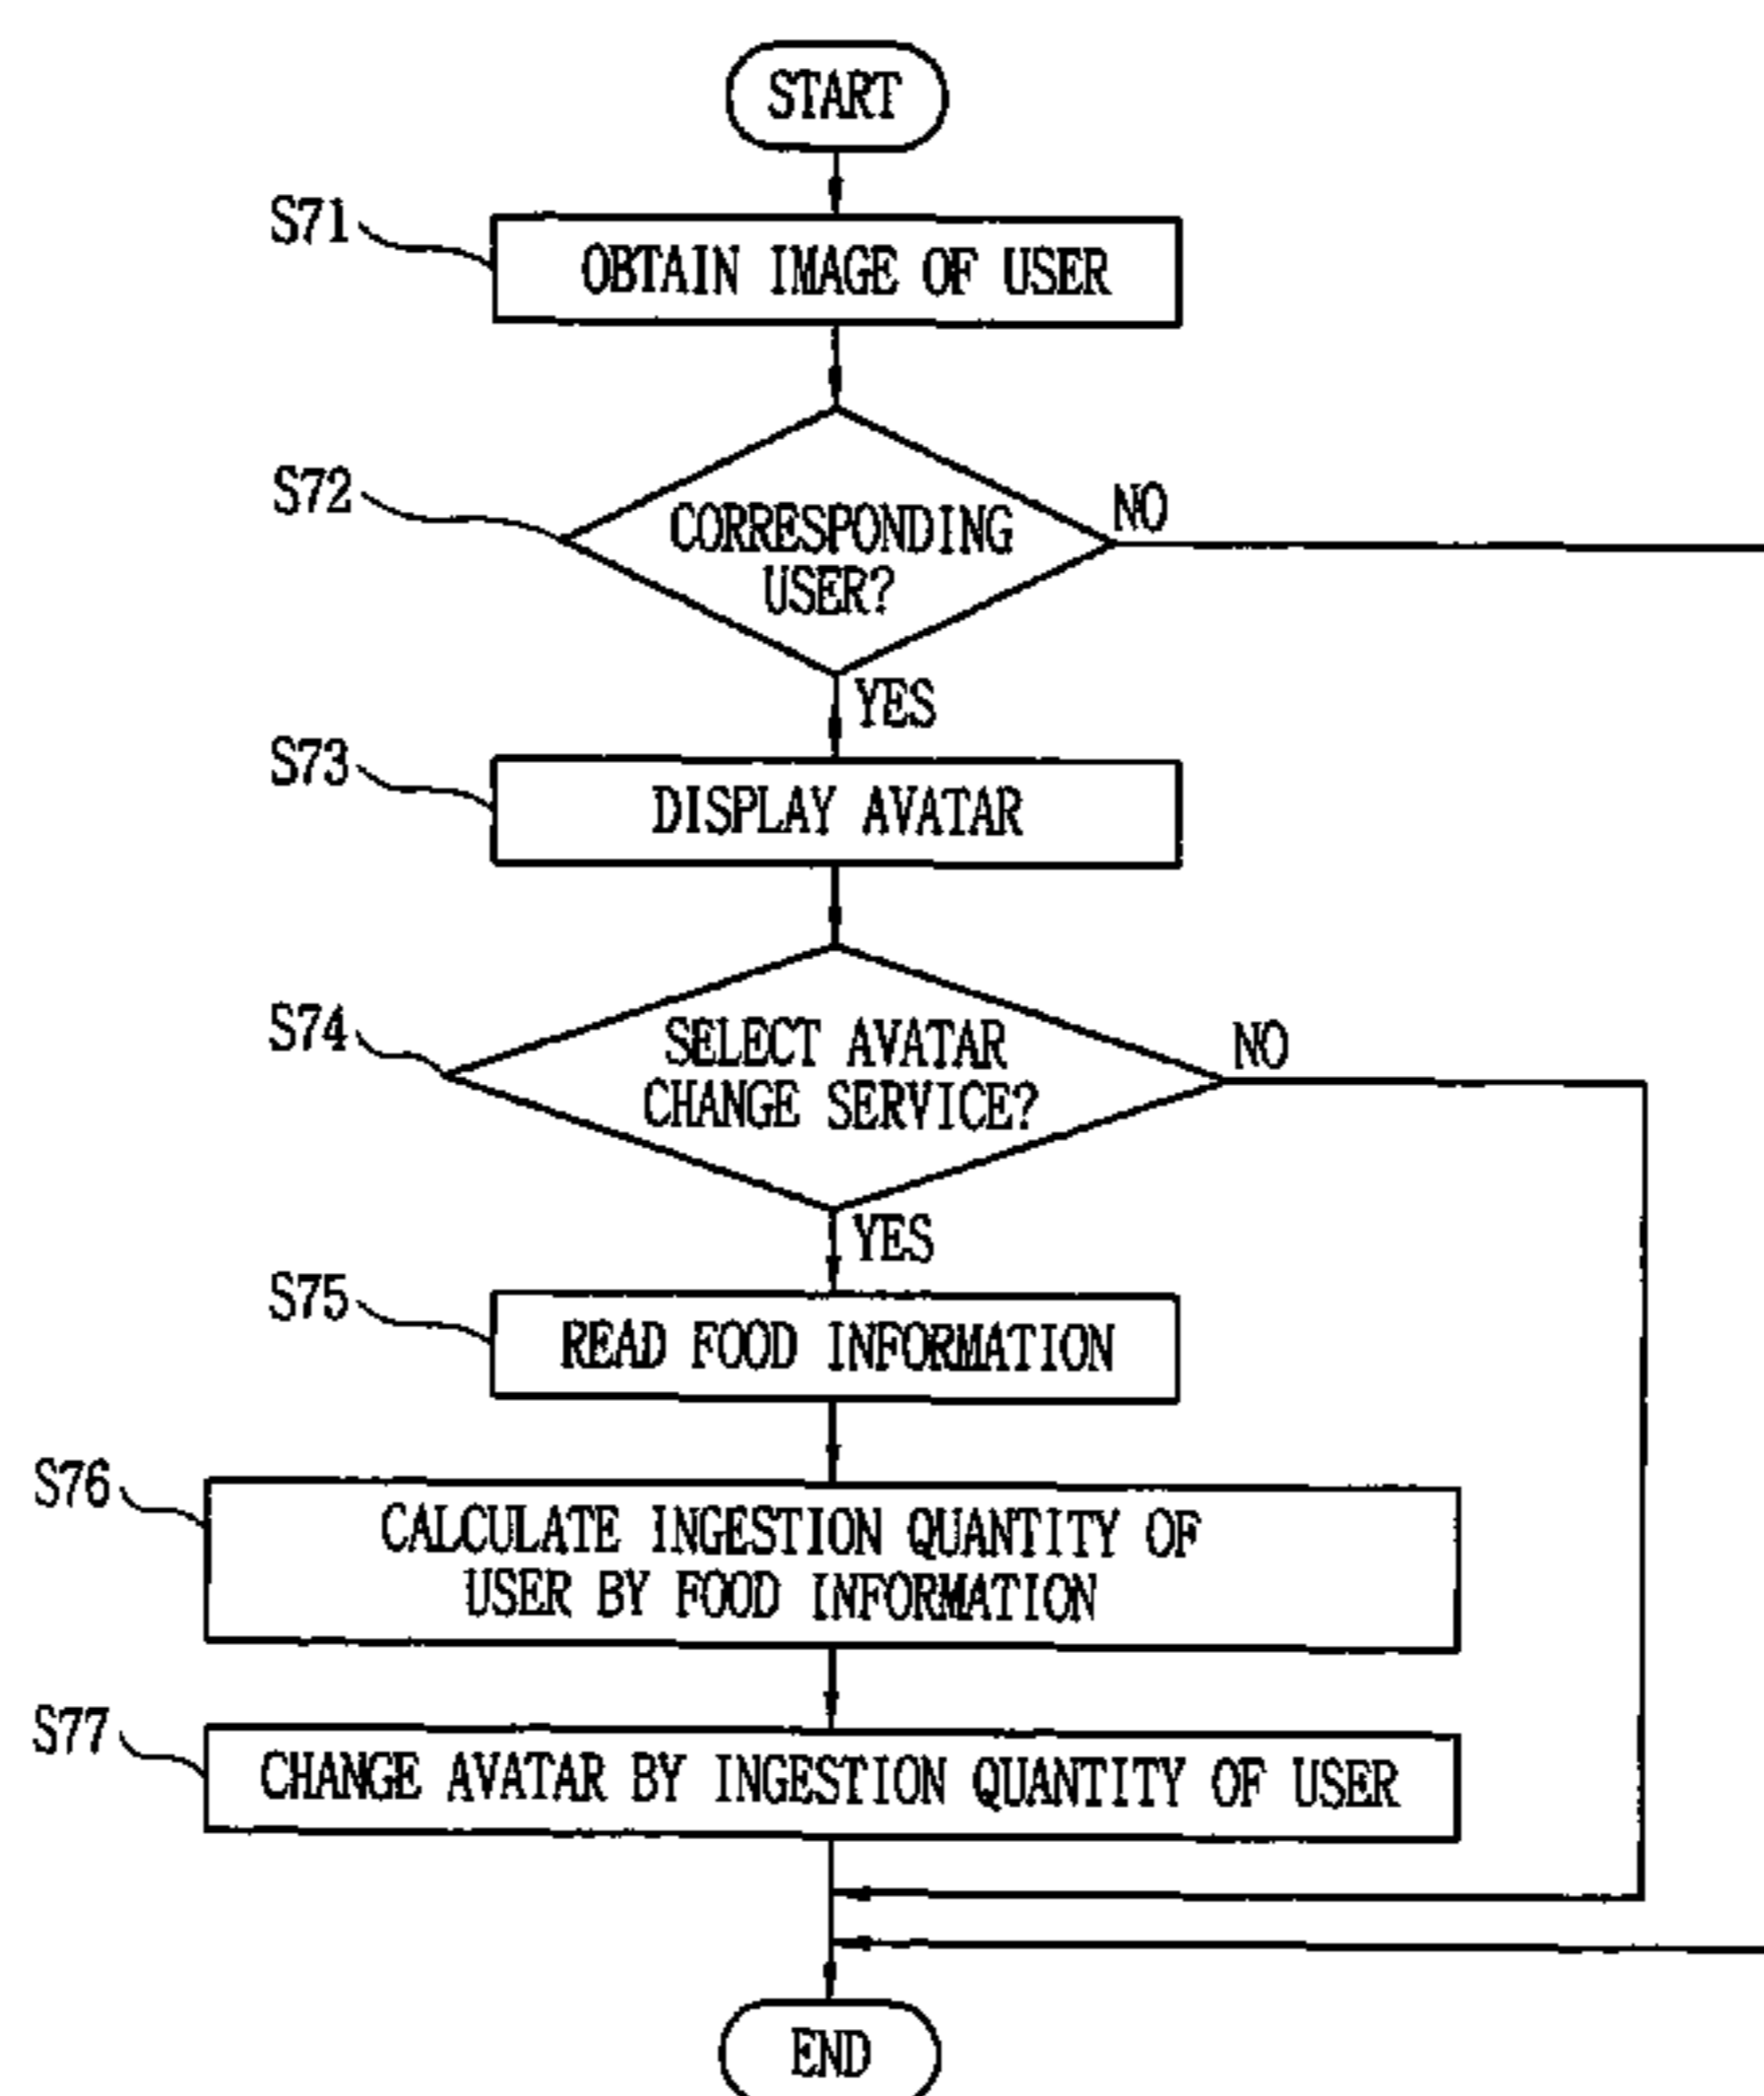 START
S71
OBTAIN IMAGE OF USER
S72
CORRESPONDING
USER?
NO
YES
S73
DISPLAY AVATAR
S74
SELECT AVATAR
CHANGE SERVICE?
NO
YES
S75
READ FOOD INFORMATION
S76
CALCULATE INGESTION QUANTITY OF
USER BY FOOD INFORMATION
S77
CHANGE AVATAR BY INGESTION QUANTITY OF USER
END